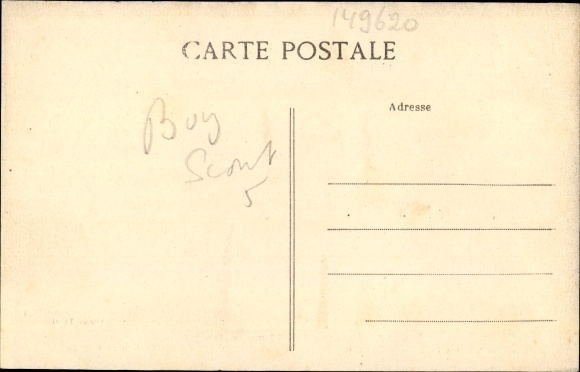 149620
CARTE POSTALE
Adresse
Boy
Scout
5